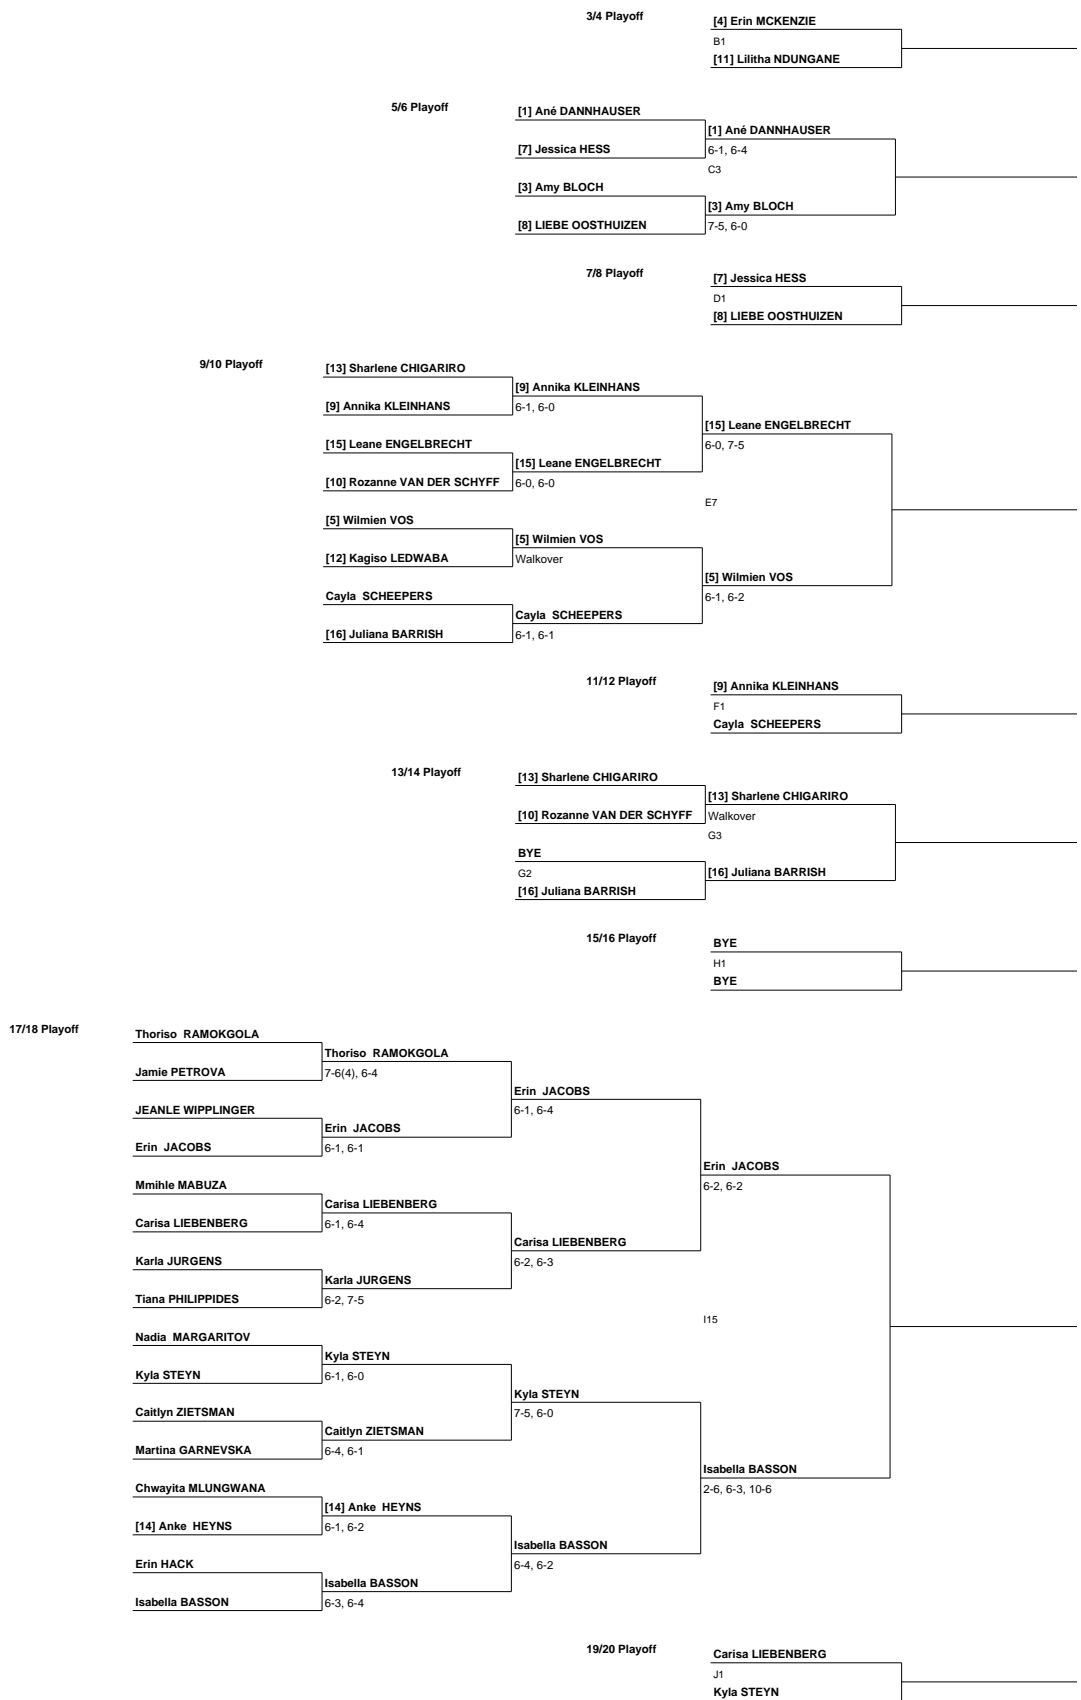 3/4 Playoff
[4] Erin MCKENZIE
B1
[11] Lilitha NDUNGANE
5/6 Playoff
[1] Ané DANNHAUSER
[1] Ané DANNHAUSER
[7] Jessica HESS
6-1, 6-4
C3
[3] Amy BLOCH
[3] Amy BLOCH
[8] LIEBE OOSTHUIZEN
7-5, 6-0
7/8 Playoff
[7] Jessica HESS
D1
[8] LIEBE OOSTHUIZEN
9/10 Playoff
[13] Sharlene CHIGARIRO
[9] Annika KLEINHANS
[9] Annika KLEINHANS
6-1, 6-0
[15] Leane ENGELBRECHT
[15] Leane ENGELBRECHT
6-0, 7-5
[15] Leane ENGELBRECHT
[10] Rozanne VAN DER SCHYFF
6-0, 6-0
E7
[5] Wilmien VOS
[5] Wilmien VOS
[12] Kagiso LEDWABA
Walkover
[5] Wilmien VOS
Cayla SCHEEPERS
6-1, 6-2
Cayla SCHEEPERS
[16] Juliana BARRISH
6-1, 6-1
11/12 Playoff
[9] Annika KLEINHANS
F1
Cayla SCHEEPERS
13/14 Playoff
[13] Sharlene CHIGARIRO
[13] Sharlene CHIGARIRO
[10] Rozanne VAN DER SCHYFF
Walkover
G3
BYE
G2
[16] Juliana BARRISH
[16] Juliana BARRISH
15/16 Playoff
BYE
H1
BYE
17/18 Playoff
Thoriso RAMOKGOLA
Thoriso RAMOKGOLA
Jamie PETROVA
7-6(4), 6-4
Erin JACOBS
JEANLE WIPPLINGER
6-1, 6-4
Erin JACOBS
Erin JACOBS
6-1, 6-1
Erin JACOBS
Mmihle MABUZA
6-2, 6-2
Carisa LIEBENBERG
Carisa LIEBENBERG
6-1, 6-4
Carisa LIEBENBERG
Karla JURGENS
6-2, 6-3
Karla JURGENS
Tiana PHILIPPIDES
6-2, 7-5
I15
Nadia MARGARITOV
Kyla STEYN
Kyla STEYN
6-1, 6-0
Kyla STEYN
Caitlyn ZIETSMAN
7-5, 6-0
Caitlyn ZIETSMAN
Martina GARNEVSKA
6-4, 6-1
Isabella BASSON
Chwayita MLUNGWANA
2-6, 6-3, 10-6
[14] Anke HEYNS
[14] Anke HEYNS
6-1, 6-2
Isabella BASSON
Erin HACK
6-4, 6-2
Isabella BASSON
Isabella BASSON
6-3, 6-4
19/20 Playoff
Carisa LIEBENBERG
J1
Kyla STEYN